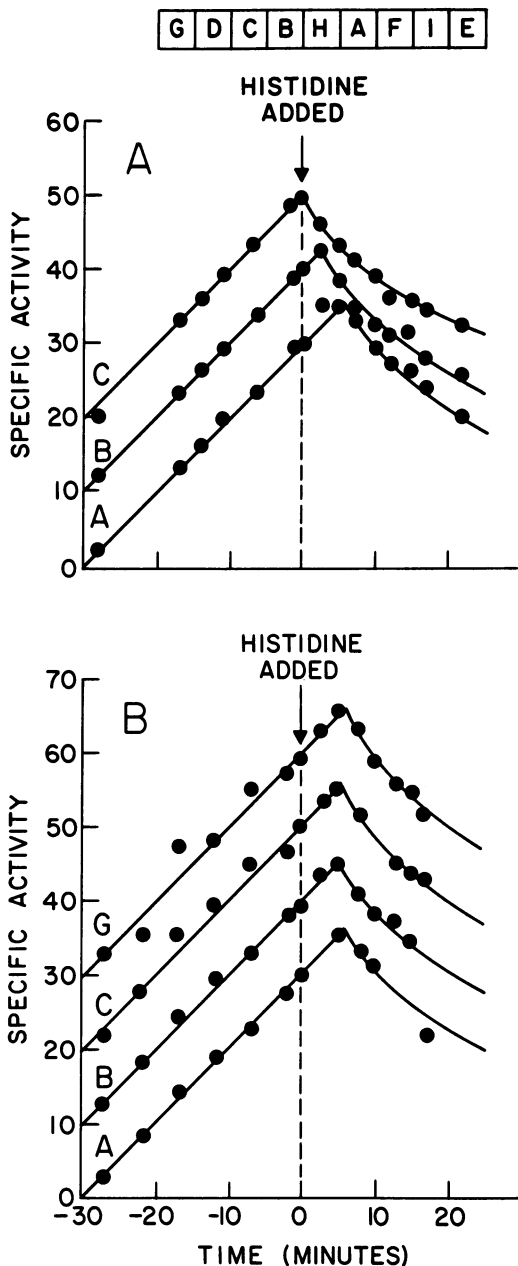 G D C B H A F I E
HISTIDINE
ADDED
A
SPECIFIC ACTIVITY
60
50
40
30
20
10
0
C
B
A
HISTIDINE
ADDED
B
SPECIFIC ACTIVITY
70
60
50
40
30
20
10
0
G
C
B
A
-30 -20 -10 0 10 20
TIME (MINUTES)